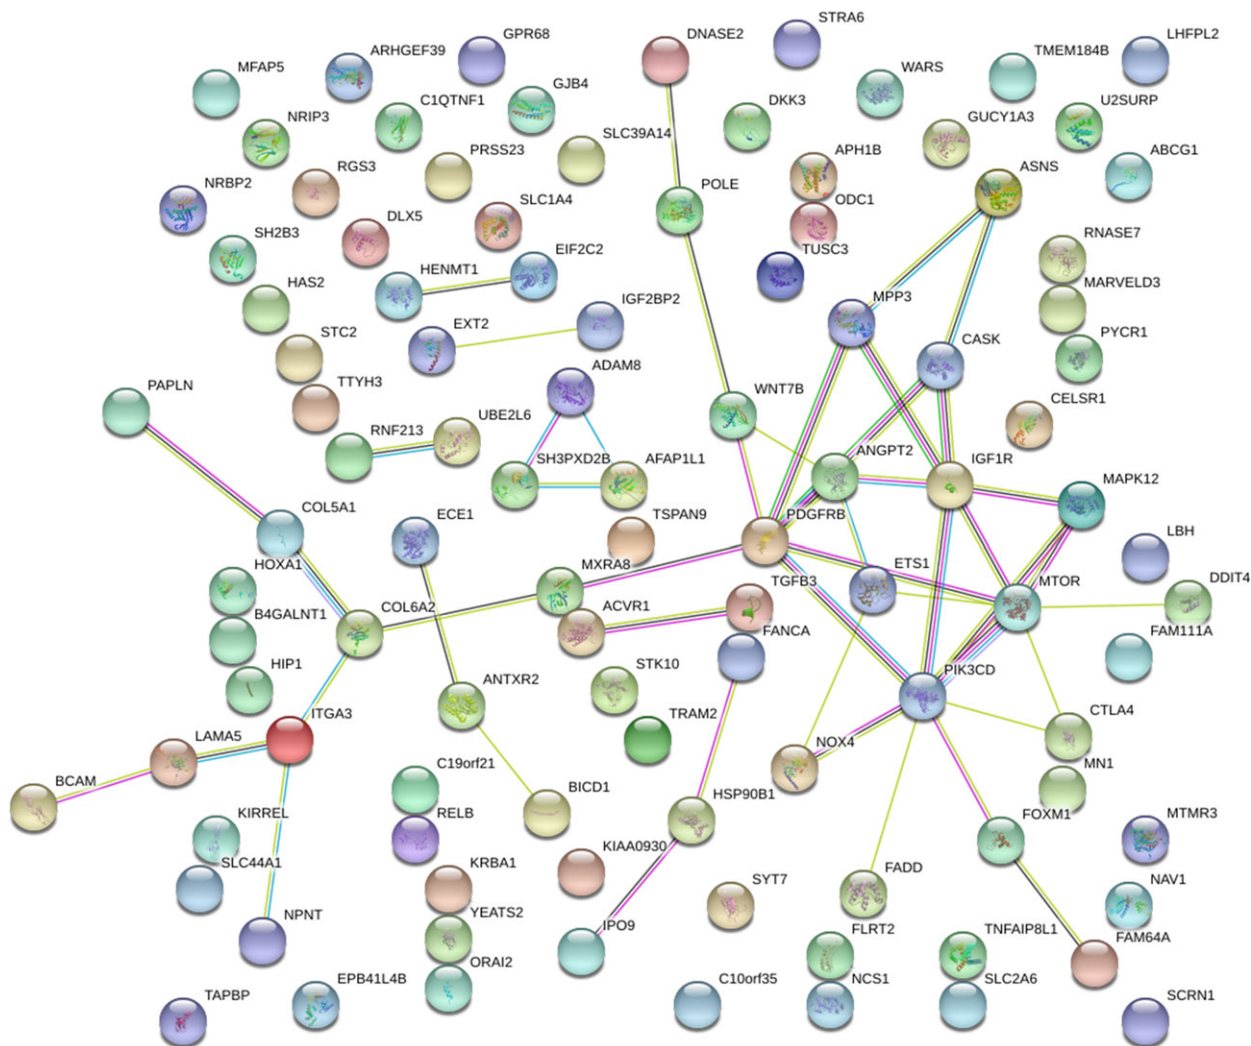 STRA6
GPR68
DNASE2
LHFPL2
ARHGEF39
TMEM184B
MFAP5
WARS
GJB4
C1QTNF1
DKK3
U2SURP
NRIP3
GUCY1A3
SLC39A14
PRSS23
APH1B
ABCG1
ASNS
RGS3
POLE
NRBP2
ODC1
SLC1A4
DLX5
RNASE7
SH2B3
EIF2C2
TUSC3
HENMT1
MARVELD3
HAS2
IGF2BP2
MPP3
EXT2
PYCR1
STC2
CASK
ADAM8
PAPLN
TTYH3
WNT7B
CELSR1
UBE2L6
RNF213
ANGPT2
IGF1R
SH3PXD2B
AFAP1L1
MAPK12
COL5A1
ECE1
PDGFRB
TSPAN9
LBH
HOXA1
MXRA8
ETS1
TGFB3
MTOR
DDIT4
ACVR1
B4GALNT1
COL6A2
FANCA
FAM111A
HIP1
STK10
PIK3CD
ANTXR2
ITGA3
CTLA4
TRAM2
LAMA5
NOX4
C19orf21
MN1
BCAM
BICD1
HSP90B1
KIRREL
RELB
FOXM1
MTMR3
KIAA0930
SLC44A1
KRBA1
FADD
SYT7
NAV1
NPNT
YEATS2
IPO9
FLRT2
TNFAIP8L1
FAM64A
ORAI2
EPB41L4B
C10orf35
NCS1
SLC2A6
TAPBP
SCRN1